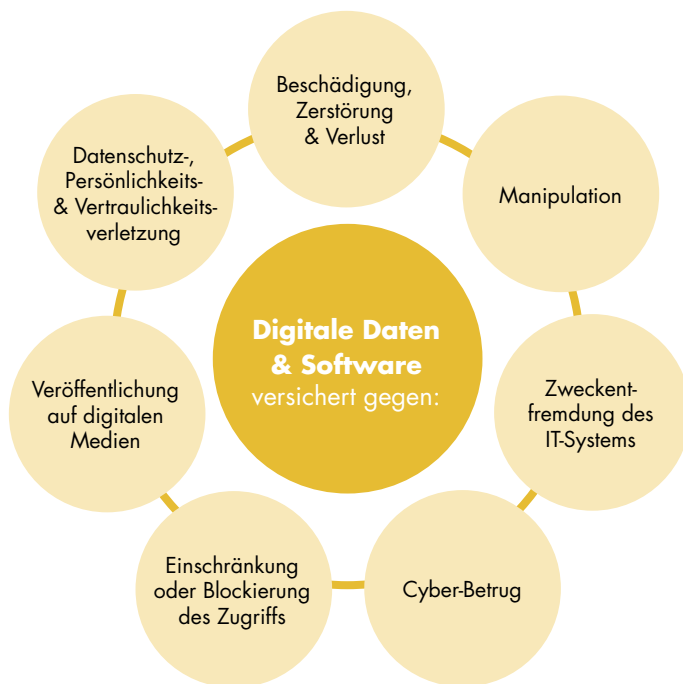 Beschädigung,
Zerstörung
& Verlust
Manipulation
Zweckent-
fremdung des
IT-Systems
Cyber-Betrug
Einschränkung
oder Blockierung
des Zugriffs
Veröffentlichung
auf digitalen
Medien
Datenschutz-,
Persönlichkeits-
& Vertraulichkeits-
verletzung
Digitale Daten
& Software
versichert gegen: